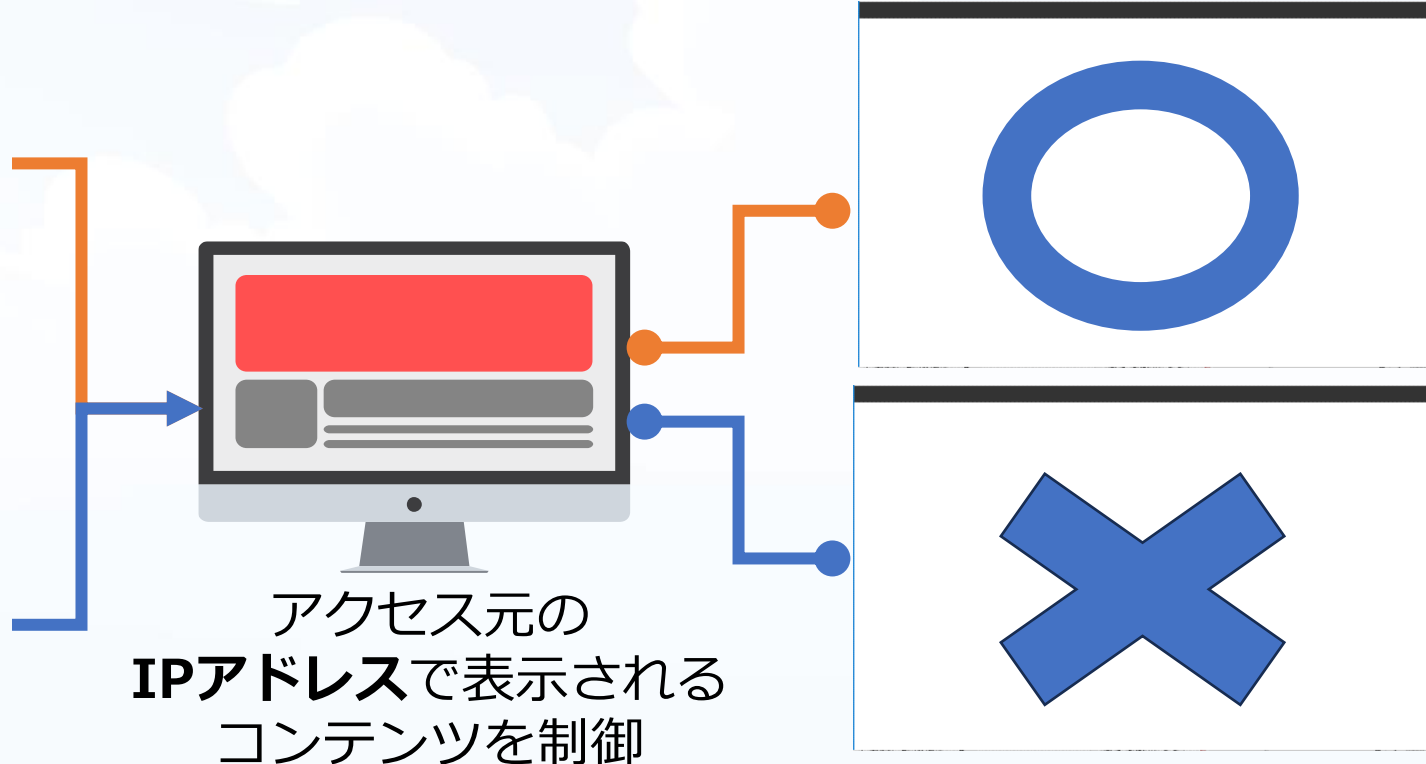 アクセス元の
IPアドレスで表示される
コンテンツを制御